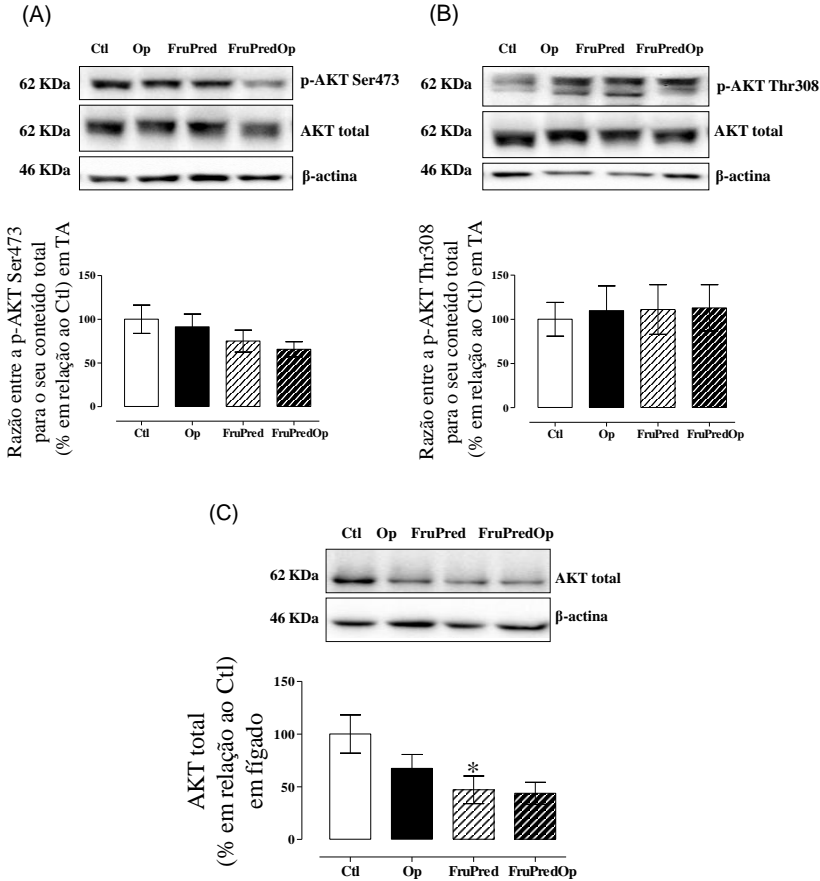 (A)
Ctl Op FruPred FruPredOp
62 KDa p-AKT Ser473
62 KDa AKT total
46 KDa β-actina
Razão entre a p-AKT Ser473
para o seu conteúdo total
(% em relação ao Ctl) em TA
150
100
50
0
Ctl Op FruPred FruPredOp
(B)
Ctl Op FruPred FruPredOp
62 KDa p-AKT Thr308
62 KDa AKT total
46 KDa β-actina
Razão entre a p-AKT Thr308
para o seu conteúdo total
(% em relação ao Ctl) em TA
150
100
50
0
Ctl Op FruPred FruPredOp
(C)
Ctl Op FruPred FruPredOp
62 KDa AKT total
46 KDa β-actina
AKT total
(% em relação ao Ctl)
em fígado
150
100
50
0
*
Ctl Op FruPred FruPredOp